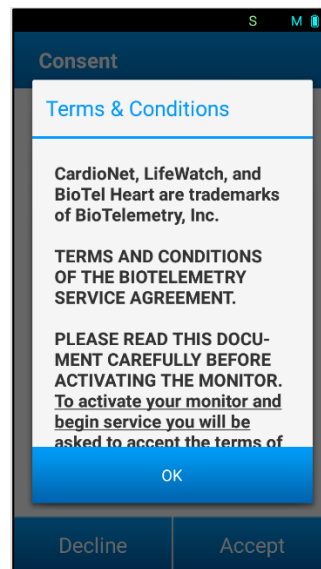 S M
Consent
Terms & Conditions
CardioNet, LifeWatch, and
BioTel Heart are trademarks
of BioTelemetry, Inc.
TERMS AND CONDITIONS
OF THE BIOTELEMETRY
SERVICE AGREEMENT.
PLEASE READ THIS DOCU-
MENT CAREFULLY BEFORE
ACTIVATING THE MONITOR.
To activate your monitor and
begin service you will be
asked to accept the terms of
OK
Decline Accept